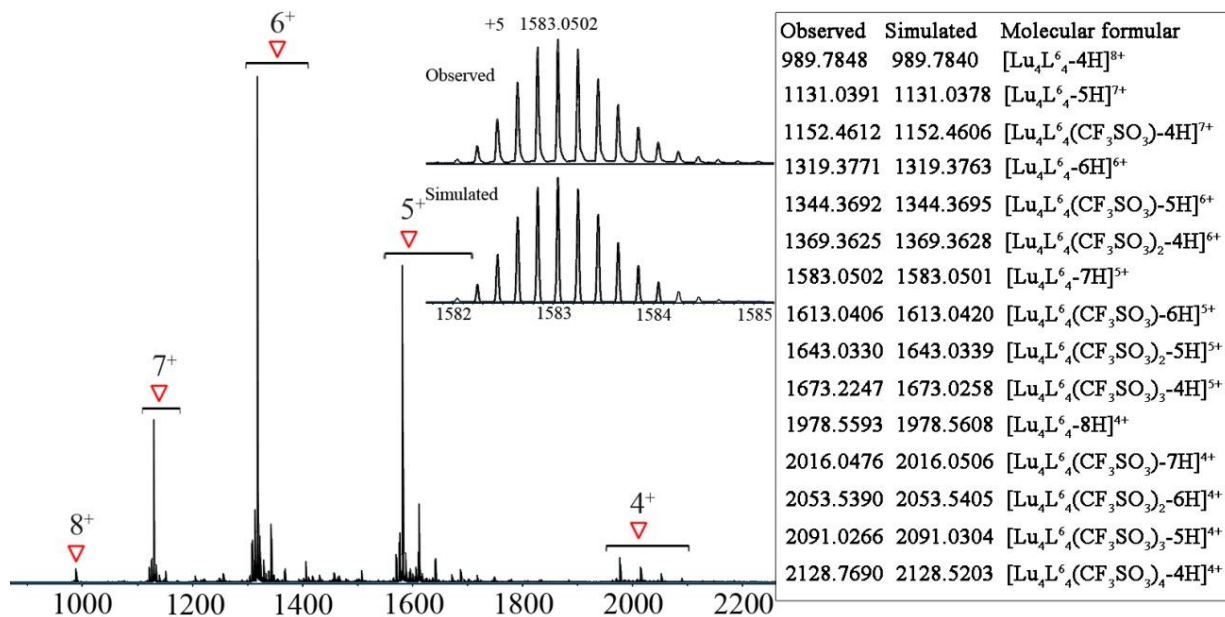 6⁺
+5 1583.0502
Observed
Simulated
5⁺
1582 1583 1584 1585
7⁺
8⁺
4⁺
1000 1200 1400 1600 1800 2000 2200
Observed Simulated Molecular formular
989.7848 989.7840 [Lu₄L⁶₄-4H]⁸⁺
1131.0391 1131.0378 [Lu₄L⁶₄-5H]⁷⁺
1152.4612 1152.4606 [Lu₄L⁶₄(CF₃SO₃)-4H]⁷⁺
1319.3771 1319.3763 [Lu₄L⁶₄-6H]⁶⁺
1344.3692 1344.3695 [Lu₄L⁶₄(CF₃SO₃)-5H]⁶⁺
1369.3625 1369.3628 [Lu₄L⁶₄(CF₃SO₃)₂-4H]⁶⁺
1583.0502 1583.0501 [Lu₄L⁶₄-7H]⁵⁺
1613.0406 1613.0420 [Lu₄L⁶₄(CF₃SO₃)-6H]⁵⁺
1643.0330 1643.0339 [Lu₄L⁶₄(CF₃SO₃)₂-5H]⁵⁺
1673.2247 1673.0258 [Lu₄L⁶₄(CF₃SO₃)₃-4H]⁵⁺
1978.5593 1978.5608 [Lu₄L⁶₄-8H]⁴⁺
2016.0476 2016.0506 [Lu₄L⁶₄(CF₃SO₃)-7H]⁴⁺
2053.5390 2053.5405 [Lu₄L⁶₄(CF₃SO₃)₂-6H]⁴⁺
2091.0266 2091.0304 [Lu₄L⁶₄(CF₃SO₃)₃-5H]⁴⁺
2128.7690 2128.5203 [Lu₄L⁶₄(CF₃SO₃)₄-4H]⁴⁺